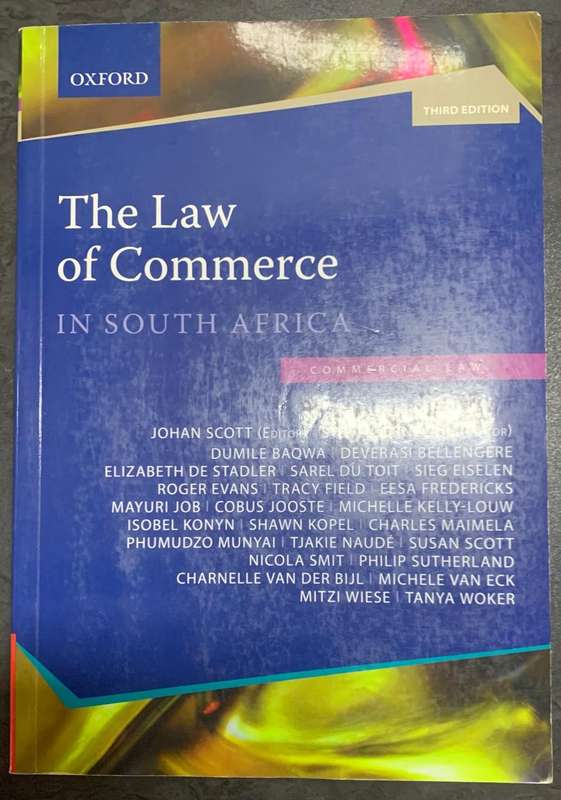 OXFORD
THIRD EDITION
The Law
of Commerce
IN SOUTH AFRICA
COMMERCIAL LAW
JOHAN SCOTT (EDITOR)
DUMILE BAQWA | DEVERASI BELLENGERE
ELIZABETH DE STADLER | SAREL DU TOIT | SIEG EISELEN
ROGER EVANS | TRACY FIELD | EESA FREDERICKS
MAYURI JOB | COBUS JOOSTE | MICHELLE KELLY-LOUW
ISOBEL KONYN | SHAWN KOPEL | CHARLES MAIMELA
PHUMUDZO MUNYAI | TJAKIE NAUDÉ | SUSAN SCOTT
NICOLA SMIT | PHILIP SUTHERLAND
CHARNELLE VAN DER BIJL | MICHELE VAN ECK
MITZI WIESE | TANYA WOKER